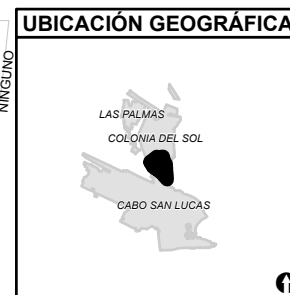 UBICACIÓN GEOGRÁFICA
NINGUNO
LAS PALMAS
COLONIA DEL SOL
CABO SAN LUCAS